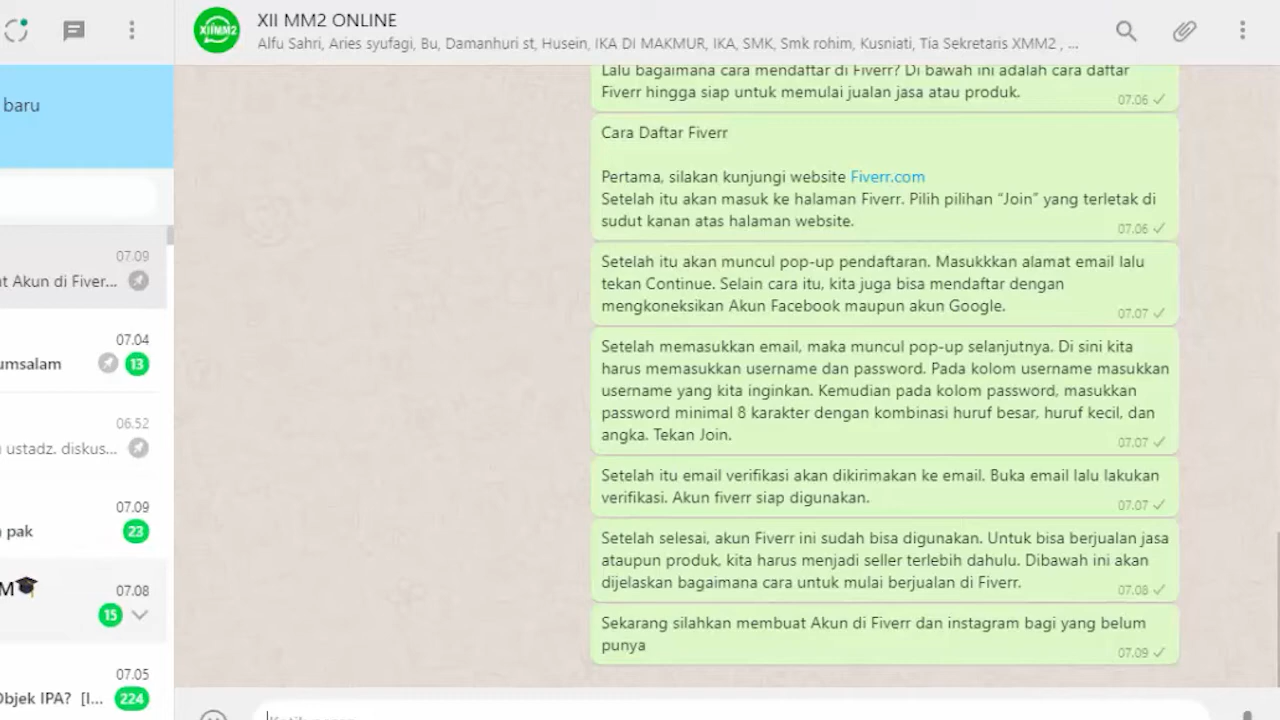 XIIMM2
XII MM2 ONLINE
Alfu Sahri, Aries syufagi, Bu, Damanhuri st, Husein, IKA DI MAKMUR, IKA, SMK, Smk rohim, Kusniati, Tia Sekretaris XMM2 , ...
baru
07.09
t Akun di Fiver...
07.04
umsalam
13
06.52
ustadz. diskus...
07.09
pak
23
M🎓
07.08
15
07.05
Objek IPA? [I...
224
Lalu bagaimana cara mendaftar di Fiverr? Di bawah ini adalah cara daftar
Fiverr hingga siap untuk memulai jualan jasa atau produk.
07.06
Cara Daftar Fiverr
Pertama, silakan kunjungi website Fiverr.com
Setelah itu akan masuk ke halaman Fiverr. Pilih pilihan “Join” yang terletak di
sudut kanan atas halaman website.
07.06
Setelah itu akan muncul pop-up pendaftaran. Masukkkan alamat email lalu
tekan Continue. Selain cara itu, kita juga bisa mendaftar dengan
mengkoneksikan Akun Facebook maupun akun Google.
07.07
Setelah memasukkan email, maka muncul pop-up selanjutnya. Di sini kita
harus memasukkan username dan password. Pada kolom username masukkan
username yang kita inginkan. Kemudian pada kolom password, masukkan
password minimal 8 karakter dengan kombinasi huruf besar, huruf kecil, dan
angka. Tekan Join.
07.07
Setelah itu email verifikasi akan dikirimakan ke email. Buka email lalu lakukan
verifikasi. Akun fiverr siap digunakan.
07.07
Setelah selesai, akun Fiverr ini sudah bisa digunakan. Untuk bisa berjualan jasa
ataupun produk, kita harus menjadi seller terlebih dahulu. Dibawah ini akan
dijelaskan bagaimana cara untuk mulai berjualan di Fiverr.
07.08
Sekarang silahkan membuat Akun di Fiverr dan instagram bagi yang belum
punya
07.09